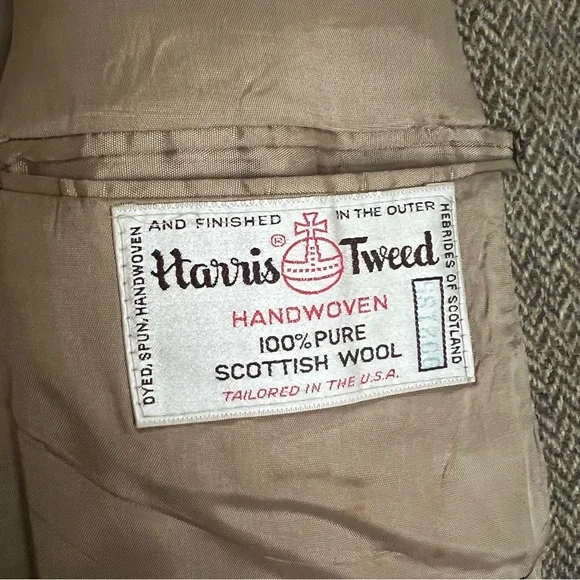 DYED, SPUN, HANDWOVEN
AND FINISHED
IN THE OUTER
HEBRIDES OF SCOTLAND
Harris® Tweed
HANDWOVEN
100% PURE
SCOTTISH WOOL
TAILORED IN THE U.S.A.